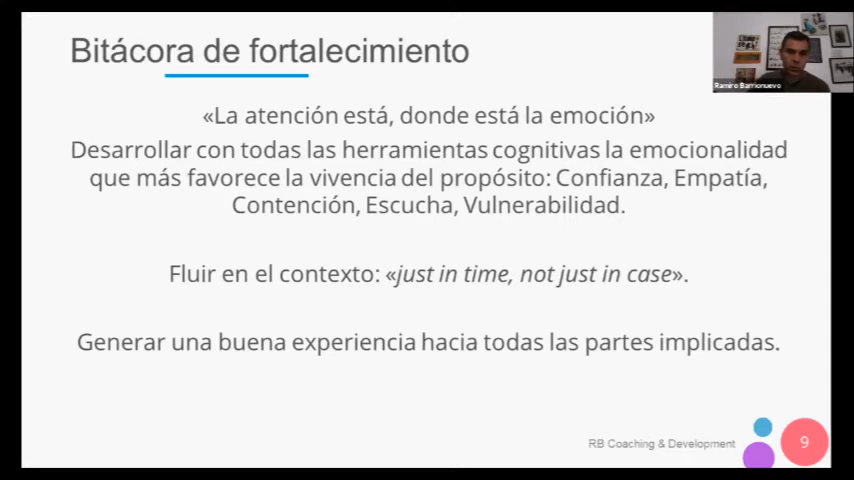 Bitácora de fortalecimiento
Ramiro Barrionuevo
«La atención está, donde está la emoción»
Desarrollar con todas las herramientas cognitivas la emocionalidad
que más favorece la vivencia del propósito: Confianza, Empatía,
Contención, Escucha, Vulnerabilidad.
Fluir en el contexto: «just in time, not just in case».
Generar una buena experiencia hacia todas las partes implicadas.
RB Coaching & Development
9